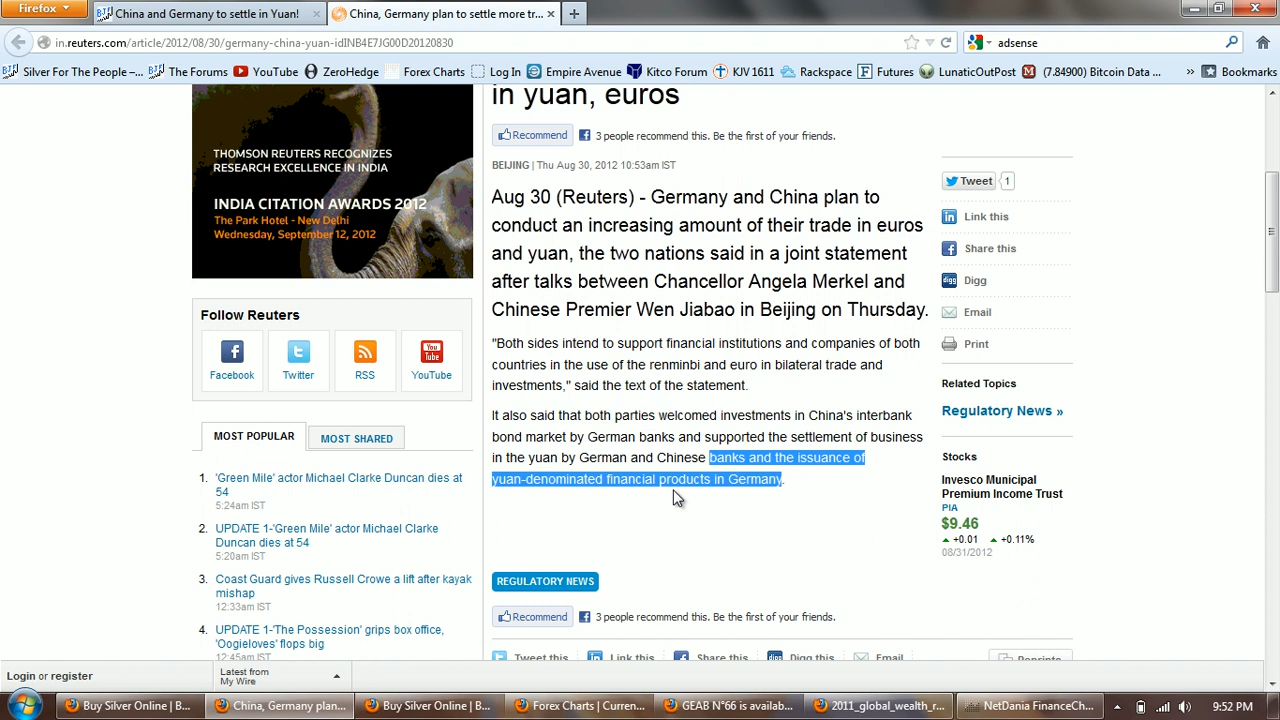 Firefox
China and Germany to settle in Yuan!
China, Germany plan to settle more tr...
in.reuters.com/article/2012/08/30/germany-china-yuan-idINB4E7JG00D20120830
adsense
Silver For The People –...
The Forums
YouTube
ZeroHedge
Forex Charts
Log In
Empire Avenue
Kitco Forum
KJV 1611
Rackspace
Futures
LunaticOutPost
(7.84900) Bitcoin Data ...
»
Bookmarks
THOMSON REUTERS RECOGNIZES
RESEARCH EXCELLENCE IN INDIA
INDIA CITATION AWARDS 2012
The Park Hotel - New Delhi
Wednesday, September 12, 2012
Follow Reuters
Facebook
Twitter
RSS
YouTube
MOST POPULAR
MOST SHARED
1. 'Green Mile' actor Michael Clarke Duncan dies at
54
5:24am IST
2. UPDATE 1-'Green Mile' actor Michael Clarke
Duncan dies at 54
5:20am IST
3. Coast Guard gives Russell Crowe a lift after kayak
mishap
12:33am IST
4. UPDATE 1-'The Possession' grips box office,
'Oogieloves' flops big
12:45am IST
in yuan, euros
Recommend
3 people recommend this. Be the first of your friends.
BEIJING | Thu Aug 30, 2012 10:53am IST
Aug 30 (Reuters) - Germany and China plan to
conduct an increasing amount of their trade in euros
and yuan, the two nations said in a joint statement
after talks between Chancellor Angela Merkel and
Chinese Premier Wen Jiabao in Beijing on Thursday.
"Both sides intend to support financial institutions and companies of both
countries in the use of the renminbi and euro in bilateral trade and
investments," said the text of the statement.
It also said that both parties welcomed investments in China's interbank
bond market by German banks and supported the settlement of business
in the yuan by German and Chinese banks and the issuance of
yuan-denominated financial products in Germany.
REGULATORY NEWS
Recommend
3 people recommend this. Be the first of your friends.
Tweet this
Link this
Share this
Digg this
Email
Reprints
Tweet
1
Link this
Share this
Digg
Email
Print
Related Topics
Regulatory News »
Stocks
Invesco Municipal
Premium Income Trust
PIA
$9.46
+0.01
+0.11%
08/31/2012
Login or register
Latest from
My Wire
Buy Silver Online | B...
China, Germany plan...
Buy Silver Online | B...
Forex Charts | Curren...
GEAB N°66 is availab...
2011_global_wealth_r...
NetDania FinanceCh...
9:52 PM